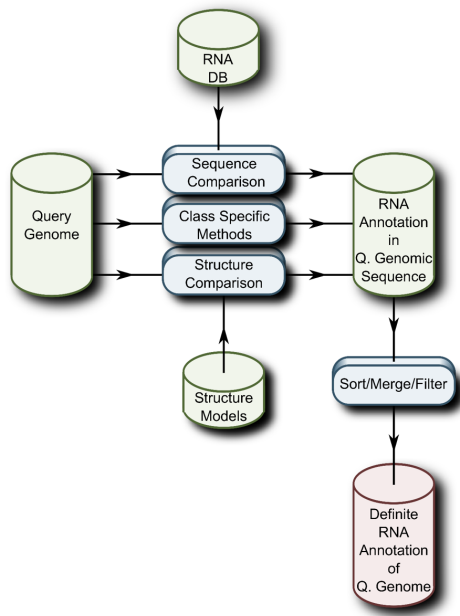 RNA
DB
Sequence
Comparison
Query
Genome
Class Specific
Methods
Structure
Comparison
RNA
Annotation
in
Q. Genomic
Sequence
Structure
Models
Sort/Merge/Filter
Definite
RNA
Annotation
of
Q. Genome